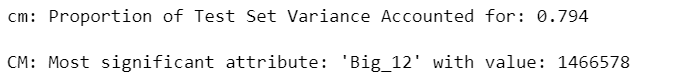 cm: Proportion of Test Set Variance Accounted for: 0.794
CM: Most significant attribute: 'Big_12' with value: 1466578